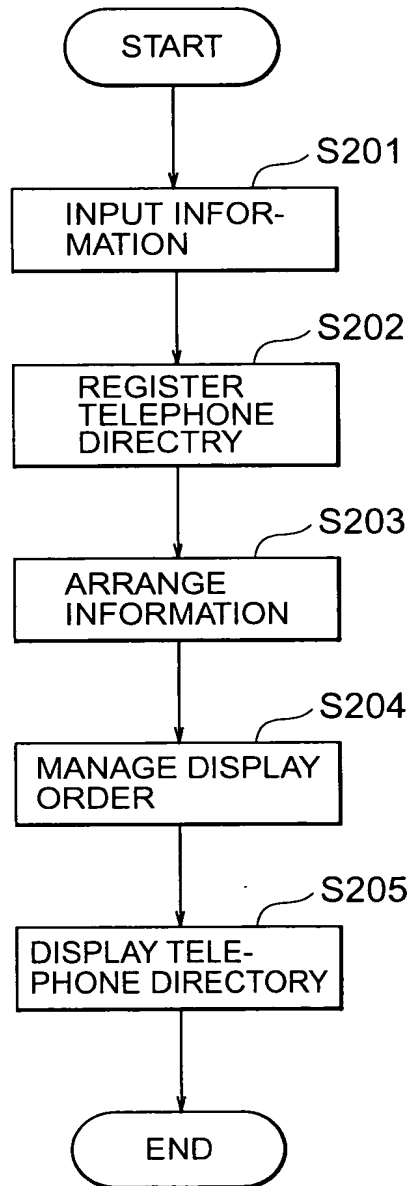 START
S201
INPUT INFOR-
MATION
S202
REGISTER
TELEPHONE
DIRECTRY
S203
ARRANGE
INFORMATION
S204
MANAGE DISPLAY
ORDER
S205
DISPLAY TELE-
PHONE DIRECTORY
END